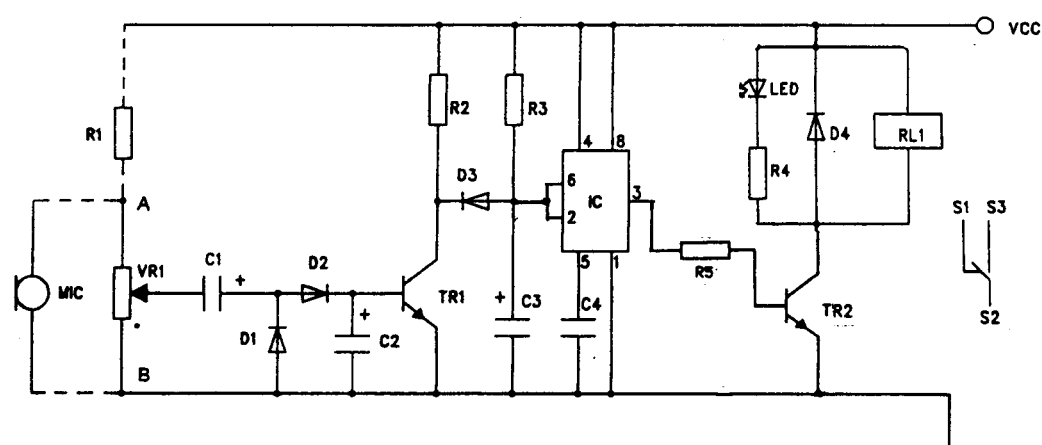 VCC
R1
R2
R3
LED
D4
RL1
4
8
R4
D3
6
IC
3
2
A
S1
S3
VR1
C1
+
D2
MIC
R5
5
1
TR1
+
C3
C4
+
TR2
S2
D1
C2
B